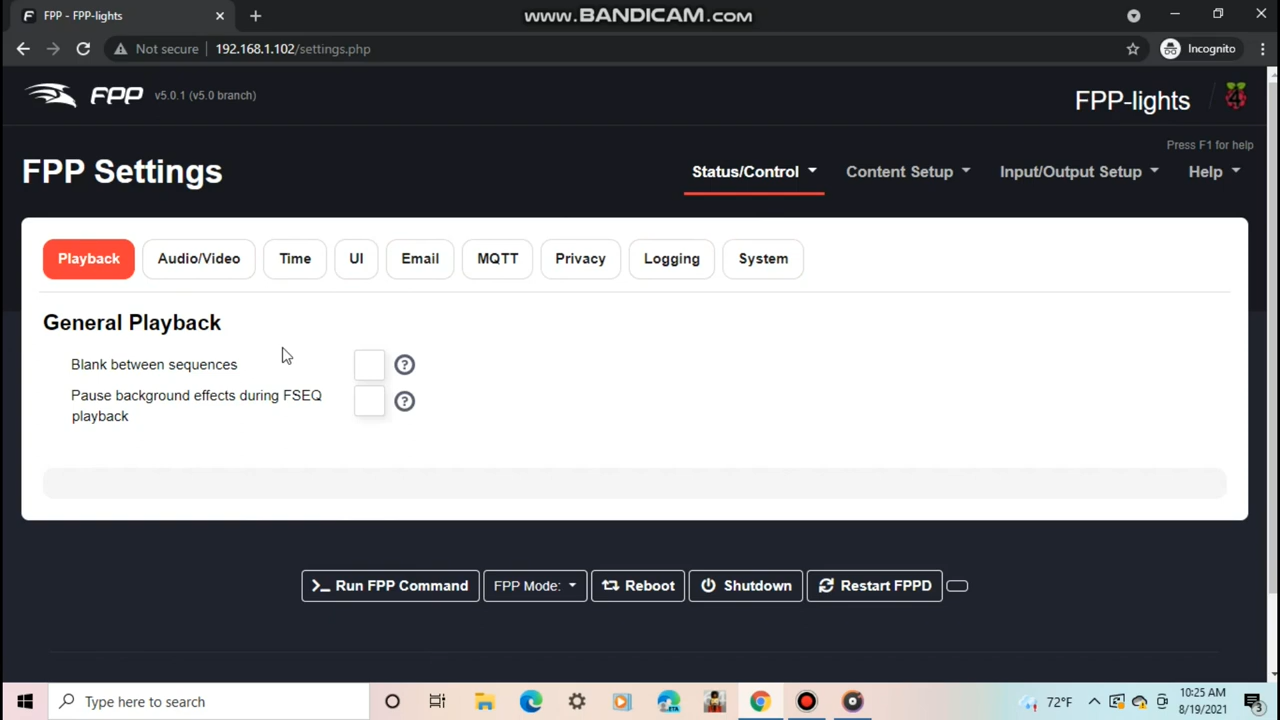 FPP - FPP-lights
www.BANDICAM.com
Not secure 192.168.1.102/settings.php
Incognito
FPP v5.0.1 (v5.0 branch)
FPP-lights
4
Press F1 for help
FPP Settings
Status/Control Content Setup Input/Output Setup Help
Playback Audio/Video Time UI Email MQTT Privacy Logging System
General Playback
Blank between sequences ?
Pause background effects during FSEQ
playback
?
>_ Run FPP Command FPP Mode: Reboot Shutdown Restart FPPD
Type here to search
ETA
72°F
10:25 AM
8/19/2021
3